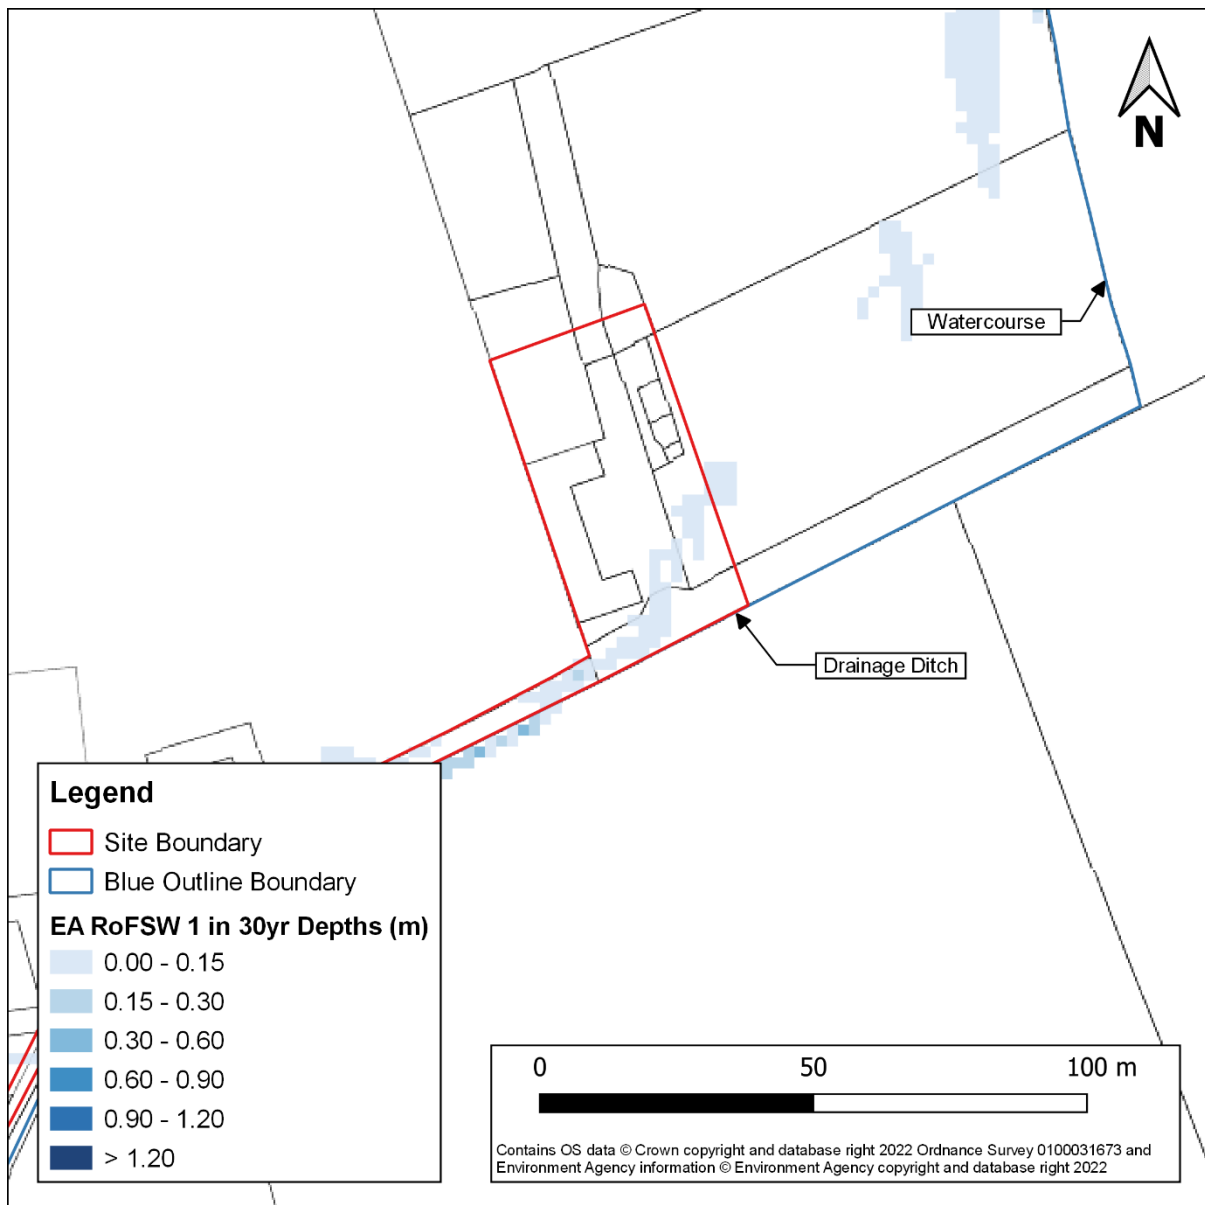 N
Watercourse
Drainage Ditch
Legend
Site Boundary
Blue Outline Boundary
EA RoFSW 1 in 30yr Depths (m)
0.00 - 0.15
0.15 - 0.30
0.30 - 0.60
0.60 - 0.90
0.90 - 1.20
> 1.20
0 50 100 m
Contains OS data © Crown copyright and database right 2022 Ordnance Survey 0100031673 and
Environment Agency information © Environment Agency copyright and database right 2022